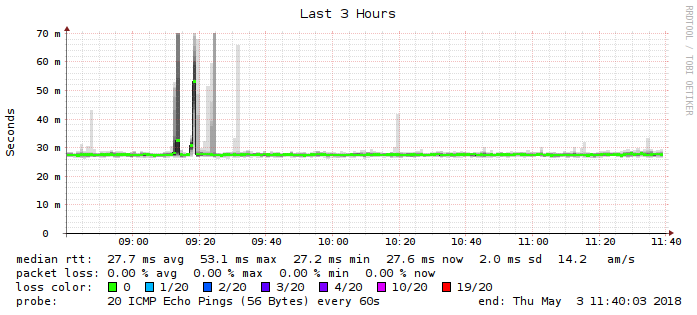 Last 3 Hours
RRDTOOL / TOBI OETIKER
Seconds
70 m
60 m
50 m
40 m
30 m
20 m
10 m
0
09:00 09:20 09:40 10:00 10:20 10:40 11:00 11:20 11:40
median rtt: 27.7 ms avg 53.1 ms max 27.2 ms min 27.6 ms now 2.0 ms sd 14.2 am/s
packet loss: 0.00 % avg 0.00 % max 0.00 % min 0.00 % now
loss color: 0 1/20 2/20 3/20 4/20 10/20 19/20
probe: 20 ICMP Echo Pings (56 Bytes) every 60s end: Thu May 3 11:40:03 2018